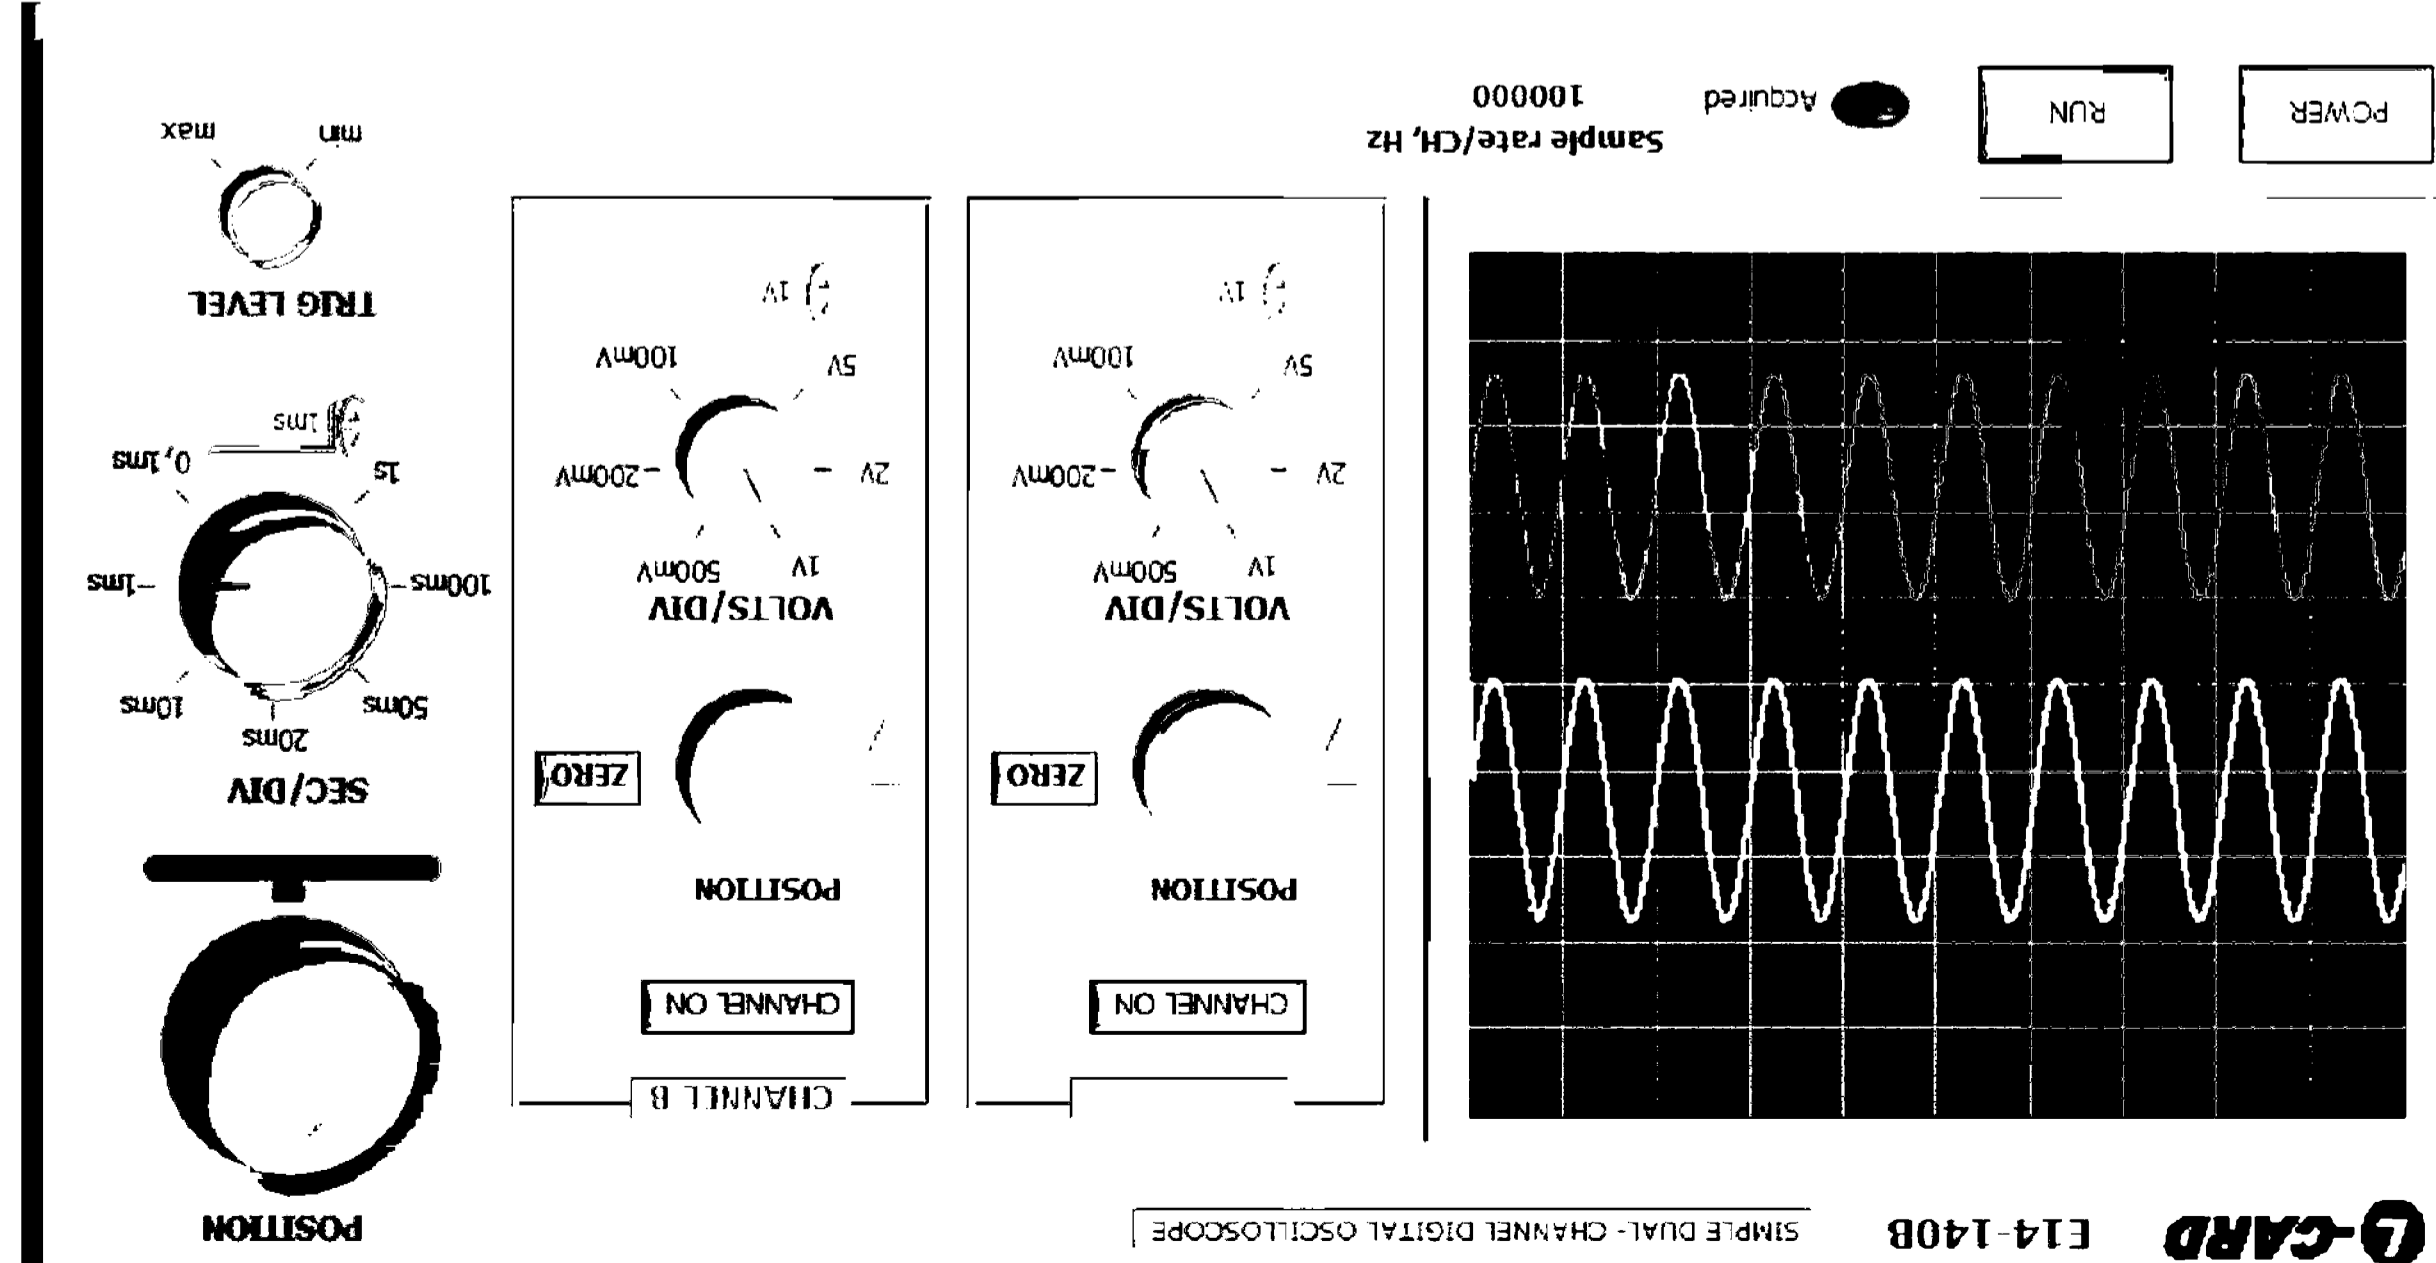 L-CARD E14-140B SIMPLE DUAL-CHANNEL DIGITAL OSCILLOSCOPE
POSITION
CHANNEL B
CHANNEL ON
CHANNEL ON
POSITION
POSITION
ZERO
ZERO
SEC/DIV
20ms
50ms
10ms
100ms
1ms
1s
0,1ms
1ms
VOLTS/DIV
1V
500mV
2V
200mV
5V
100mV
1V
VOLTS/DIV
1V
500mV
2V
200mV
5V
100mV
1V
TRIG LEVEL
min
max
POWER
RUN
Acquired
Sample rate/CH, Hz
100000